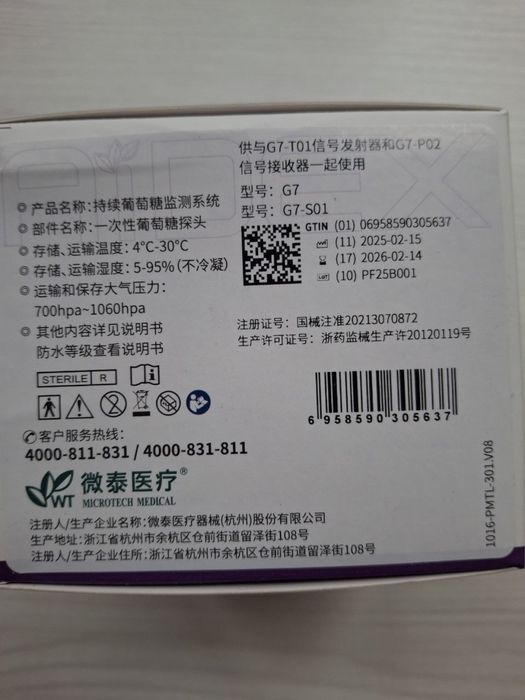 AiDEX
供与G7-T01信号发射器和G7-P02
信号接收器一起使用
型号: G7
型号: G7-S01
产品名称: 持续葡萄糖监测系统
部件名称: 一次性葡萄糖探头
存储、运输温度: 4℃-30℃
存储、运输湿度: 5-95% (不冷凝)
运输和保存大气压力:
700hpa~1060hpa
其他内容详见说明书
防水等级查看说明书
GTIN (01) 06958590305637
(11) 2025-02-15
(17) 2026-02-14
LOT (10) PF25B001
注册证号: 国械注准20213070872
生产许可证号: 浙药监械生产许20120119号
STERILE R
6 958590 305637
客户服务热线:
4000-811-831 / 4000-831-811
WT 微泰医疗®
MICROTECH MEDICAL
注册人/生产企业名称: 微泰医疗器械(杭州)股份有限公司
生产地址: 浙江省杭州市余杭区仓前街道留泽街108号
注册人/生产企业住所: 浙江省杭州市余杭区仓前街道留泽街108号
1016-PMTL-301.V08